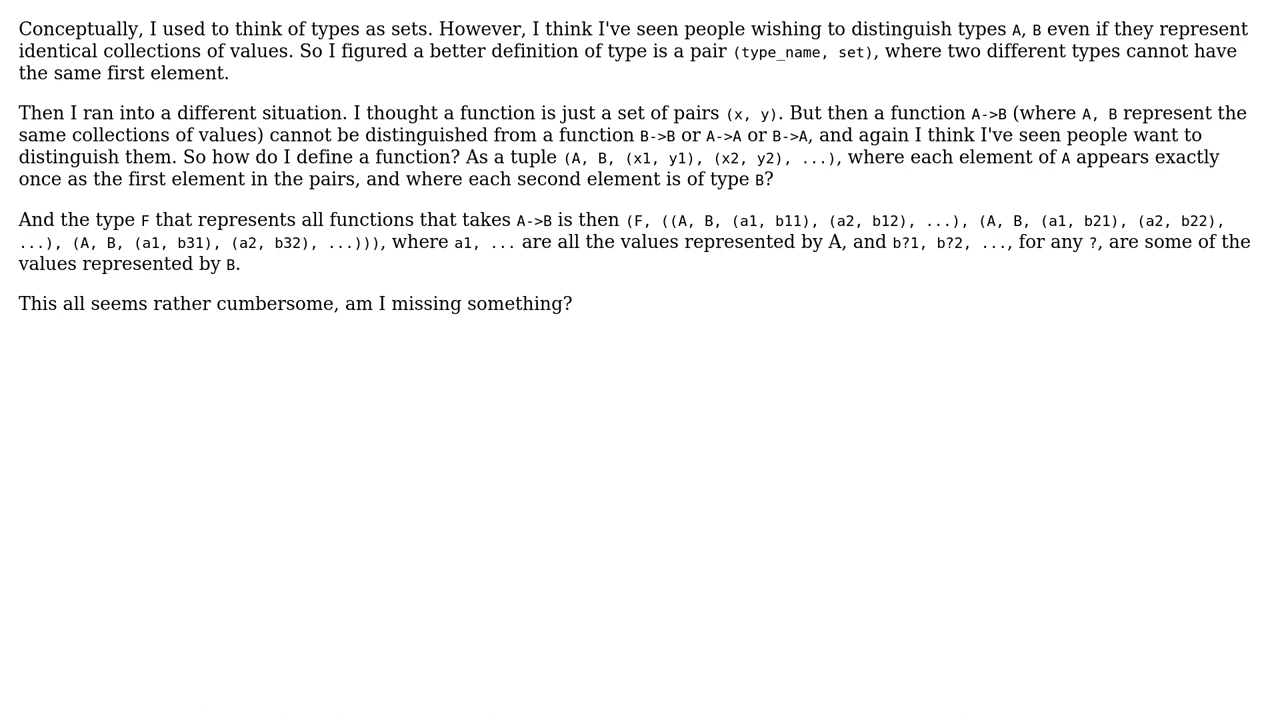 Conceptually, I used to think of types as sets. However, I think I've seen people wishing to distinguish types A, B even if they represent
identical collections of values. So I figured a better definition of type is a pair (type_name, set), where two different types cannot have
the same first element.
Then I ran into a different situation. I thought a function is just a set of pairs (x, y). But then a function A->B (where A, B represent the
same collections of values) cannot be distinguished from a function B->B or A->A or B->A, and again I think I've seen people want to
distinguish them. So how do I define a function? As a tuple (A, B, (x1, y1), (x2, y2), ...), where each element of A appears exactly
once as the first element in the pairs, and where each second element is of type B?
And the type F that represents all functions that takes A->B is then (F, ((A, B, (a1, b11), (a2, b12), ...), (A, B, (a1, b21), (a2, b22),
...), (A, B, (a1, b31), (a2, b32), ...))), where a1, ... are all the values represented by A, and b?1, b?2, ..., for any ?, are some of the
values represented by B.
This all seems rather cumbersome, am I missing something?